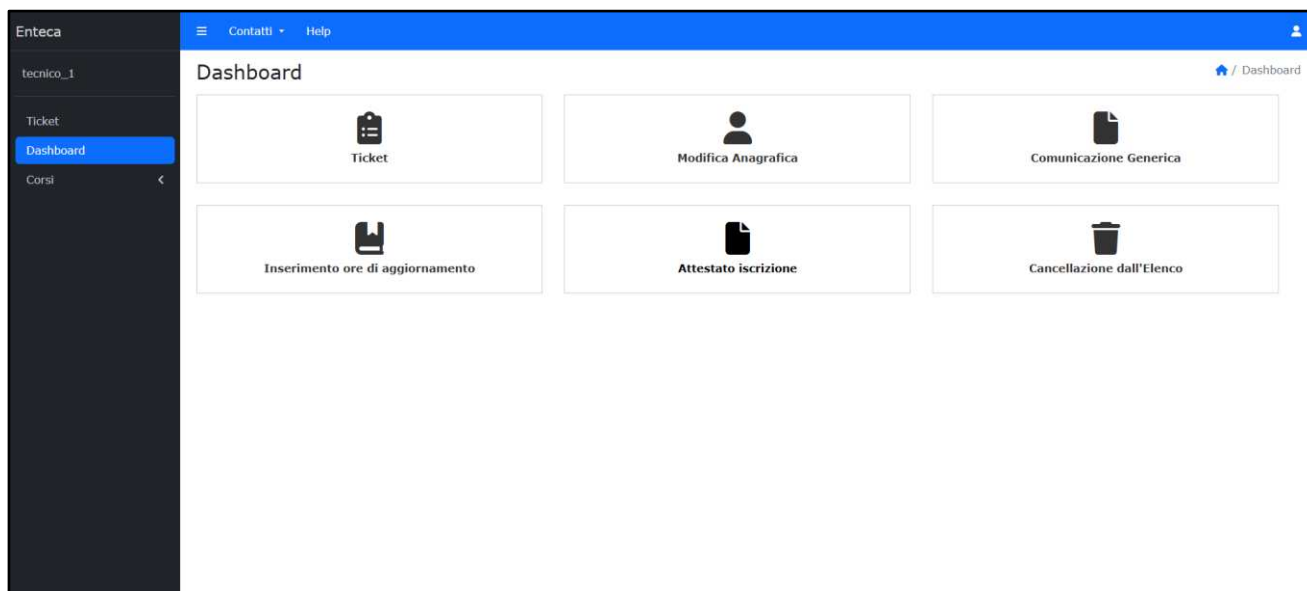 Enteca
Contatti Help
tecnico_1
Dashboard
/ Dashboard
Ticket
Dashboard
Corsi
Ticket
Modifica Anagrafica
Comunicazione Generica
Inserimento ore di aggiornamento
Attestato iscrizione
Cancellazione dall'Elenco